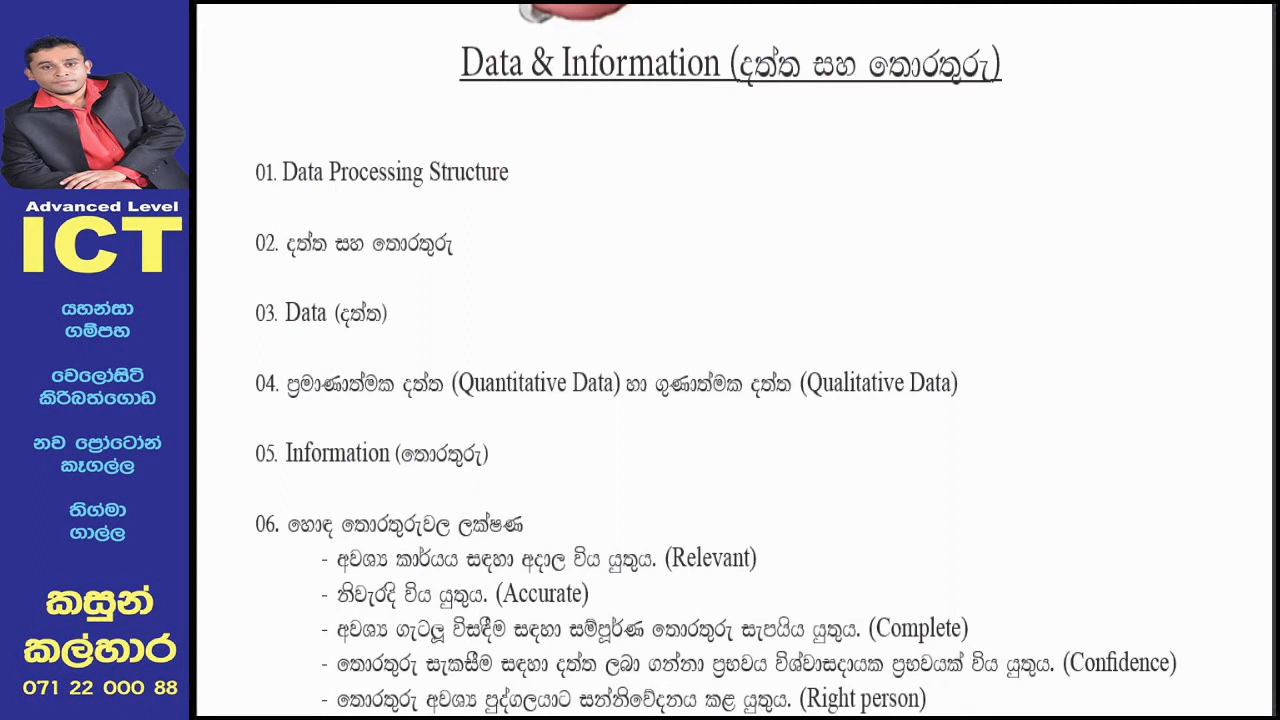 Advanced Level
ICT
යහන්සා
ගම්පහ
වෙලෝසිටි
කිරිබත්ගොඩ
නව ප්‍රෝටෝන්
කෑගල්ල
තිග්මා
ගාල්ල
කසුන්
කල්හාර
071 22 000 88
Data & Information (දත්ත සහ තොරතුරු)
01. Data Processing Structure
02. දත්ත සහ තොරතුරු
03. Data (දත්ත)
04. ප්‍රමාණාත්මක දත්ත (Quantitative Data) හා ගුණාත්මක දත්ත (Qualitative Data)
05. Information (තොරතුරු)
06. හොඳ තොරතුරුවල ලක්ෂණ
- අවශ්‍ය කාර්යය සඳහා අදාල විය යුතුය. (Relevant)
- නිවැරදි විය යුතුය. (Accurate)
- අවශ්‍ය ගැටලූ විසඳීම සඳහා සම්පූර්ණ තොරතුරු සැපයිය යුතුය. (Complete)
- තොරතුරු සැකසීම සඳහා දත්ත ලබා ගන්නා ප්‍රභවය විශ්වාසදායක ප්‍රභවයක් විය යුතුය. (Confidence)
- තොරතුරු අවශ්‍ය පුද්ගලයාට සන්නිවේදනය කළ යුතුය. (Right person)